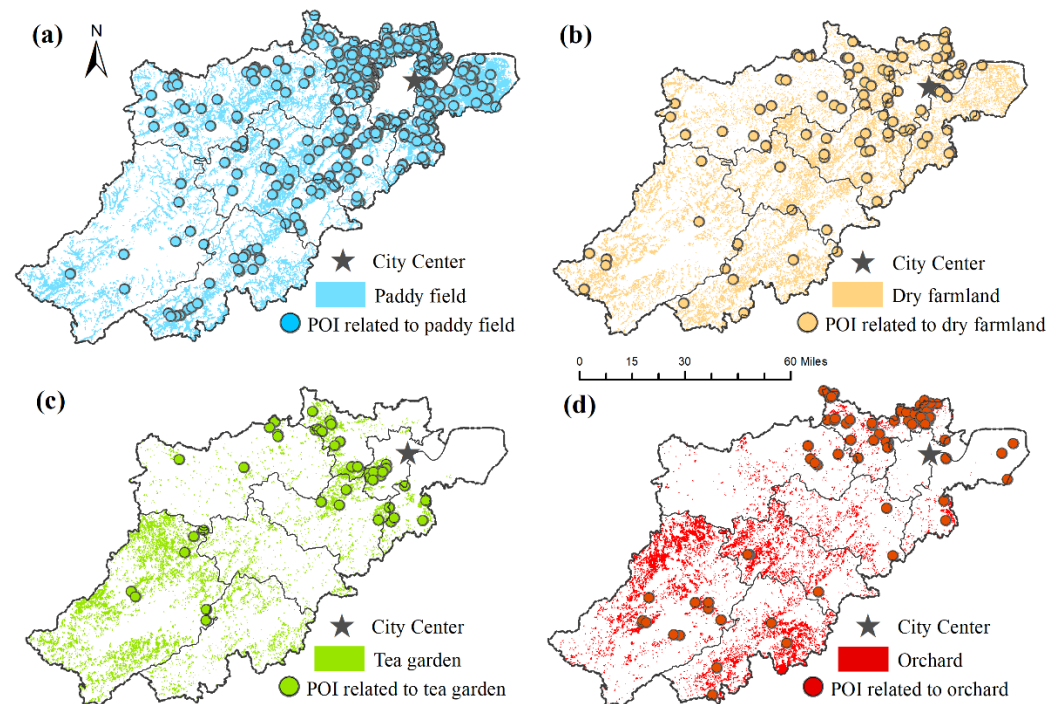 (a)
N
City Center
Paddy field
POI related to paddy field
(b)
City Center
Dry farmland
POI related to dry farmland
0 15 30 60 Miles
(c)
City Center
Tea garden
POI related to tea garden
(d)
City Center
Orchard
POI related to orchard